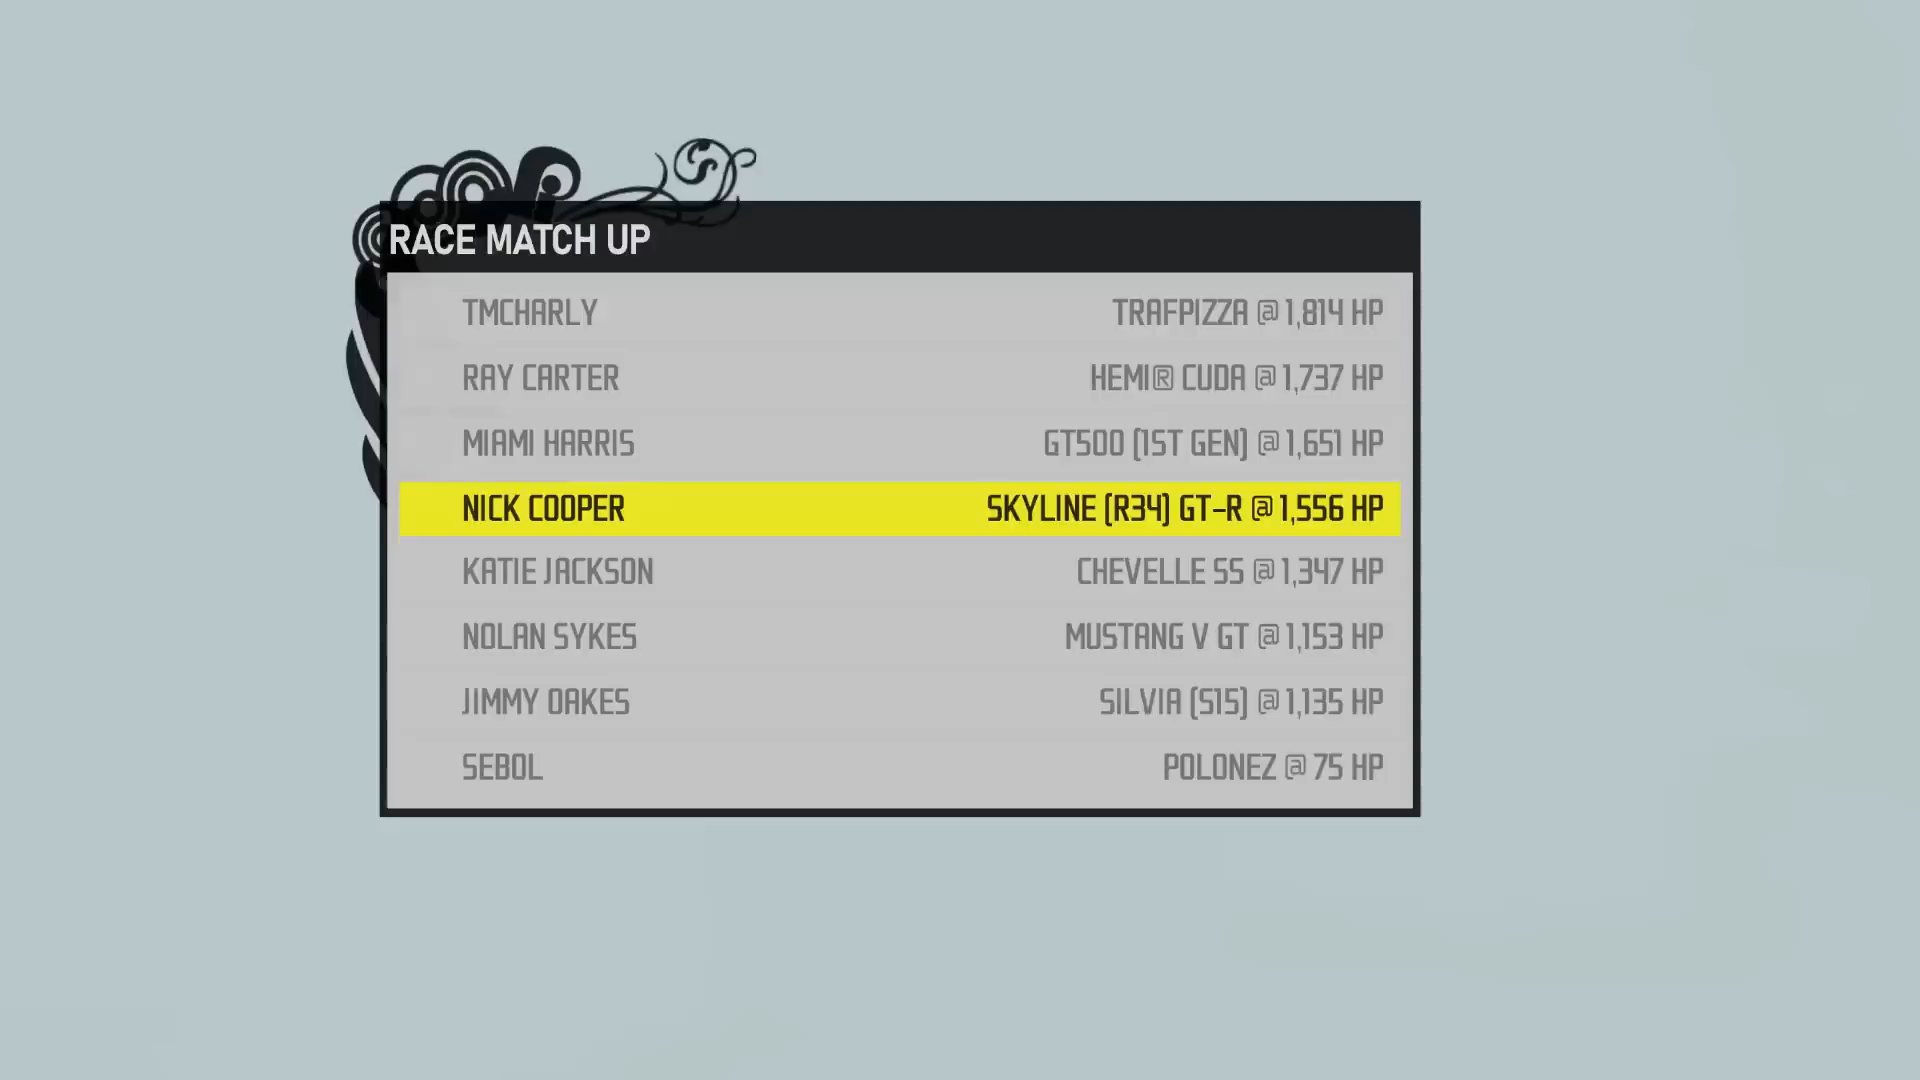 RACE MATCH UP
TMCHARLY TRAFPIZZA @ 1,814 HP
RAY CARTER HEMI® CUDA @ 1,737 HP
MIAMI HARRIS GT500 (1ST GEN) @ 1,651 HP
NICK COOPER SKYLINE (R34) GT-R @ 1,556 HP
KATIE JACKSON CHEVELLE SS @ 1,347 HP
NOLAN SYKES MUSTANG V GT @ 1,153 HP
JIMMY OAKES SILVIA (S15) @ 1,135 HP
SEBOL POLONEZ @ 75 HP